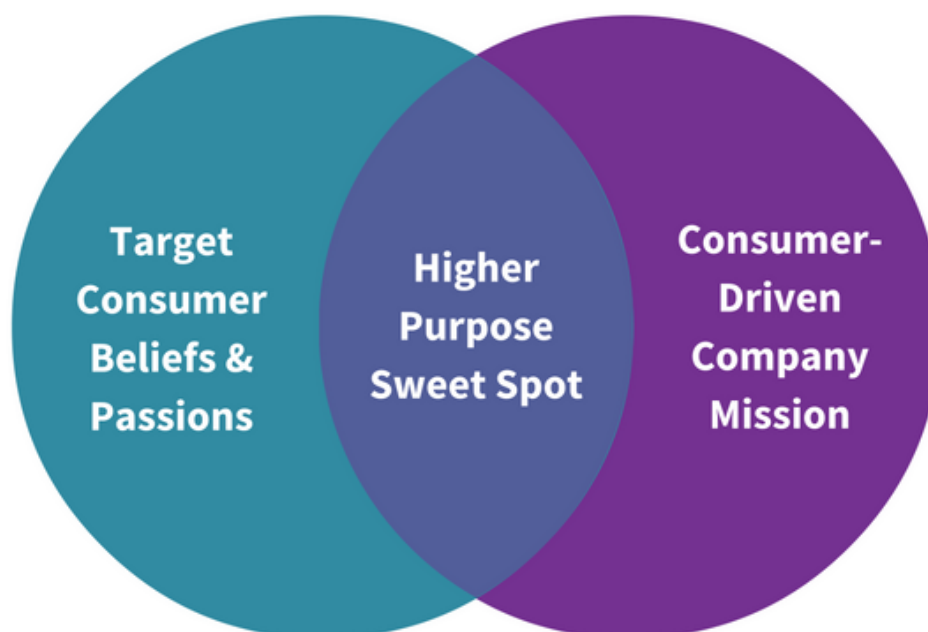 Target
Consumer
Beliefs &
Passions
Higher
Purpose
Sweet Spot
Consumer-
Driven
Company
Mission